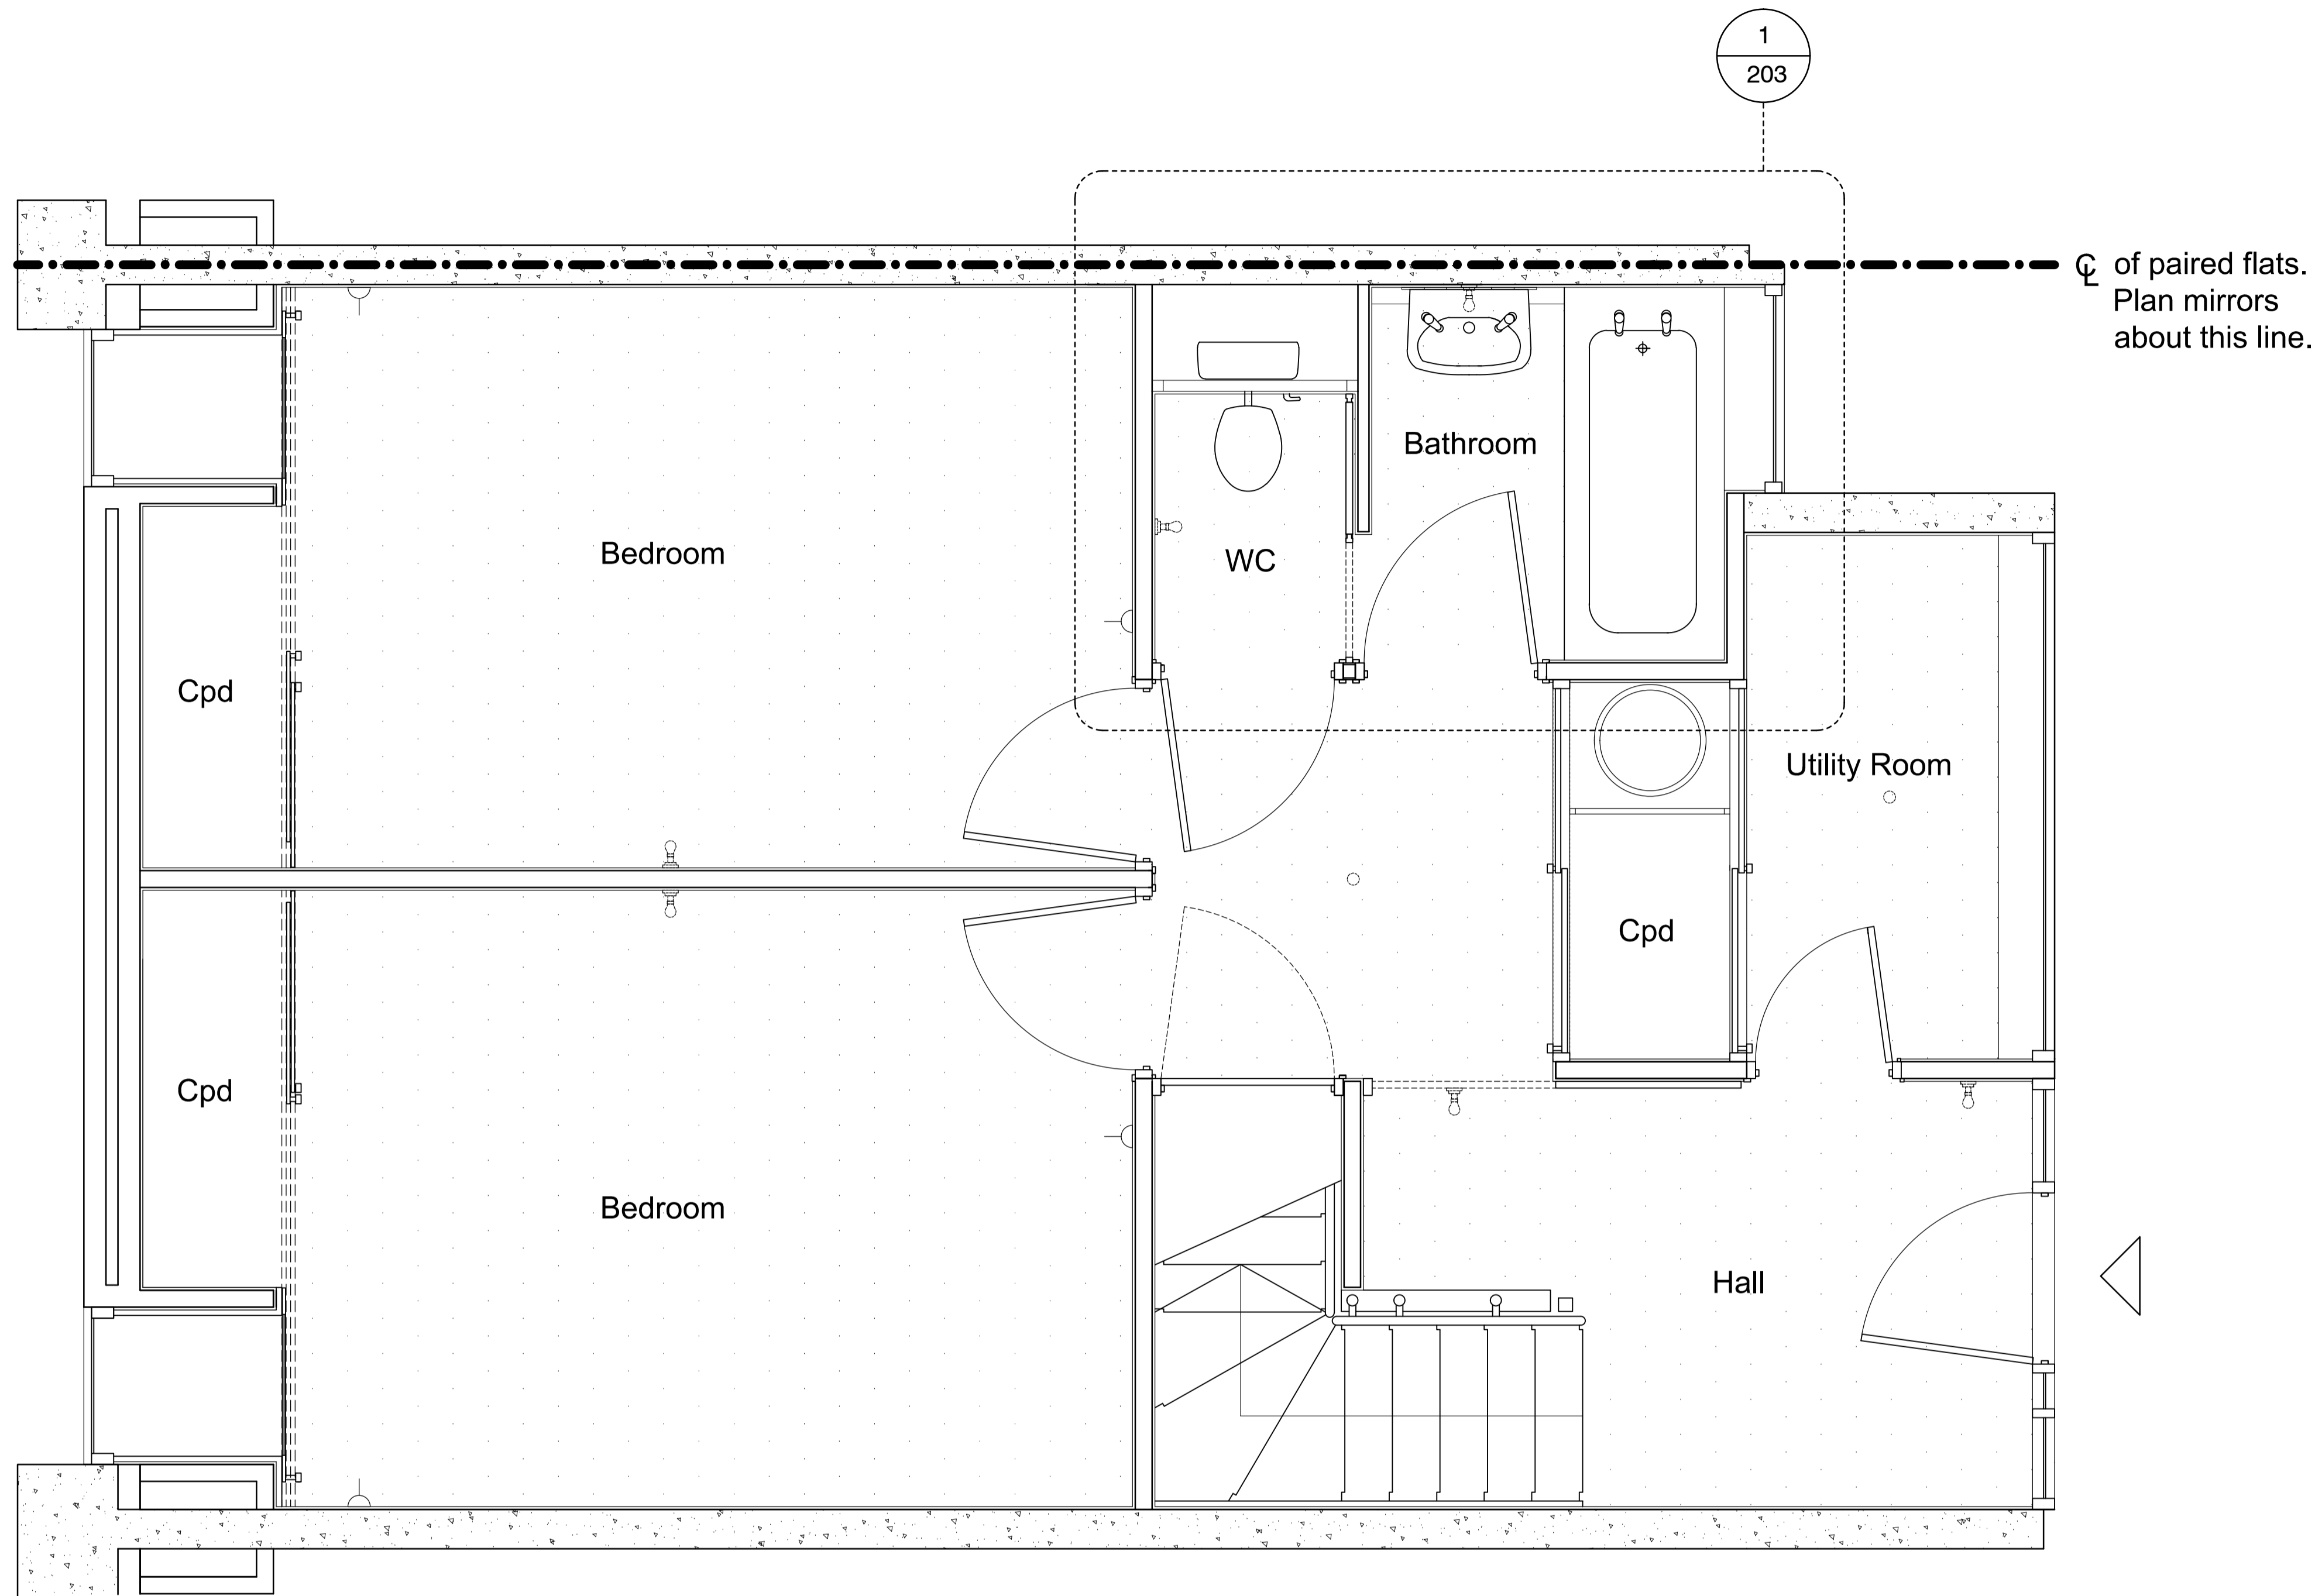 1
203
℄ of paired flats.
Plan mirrors
about this line.
Bathroom
Bedroom
WC
Cpd
Utility Room
Cpd
Cpd
Bedroom
Hall